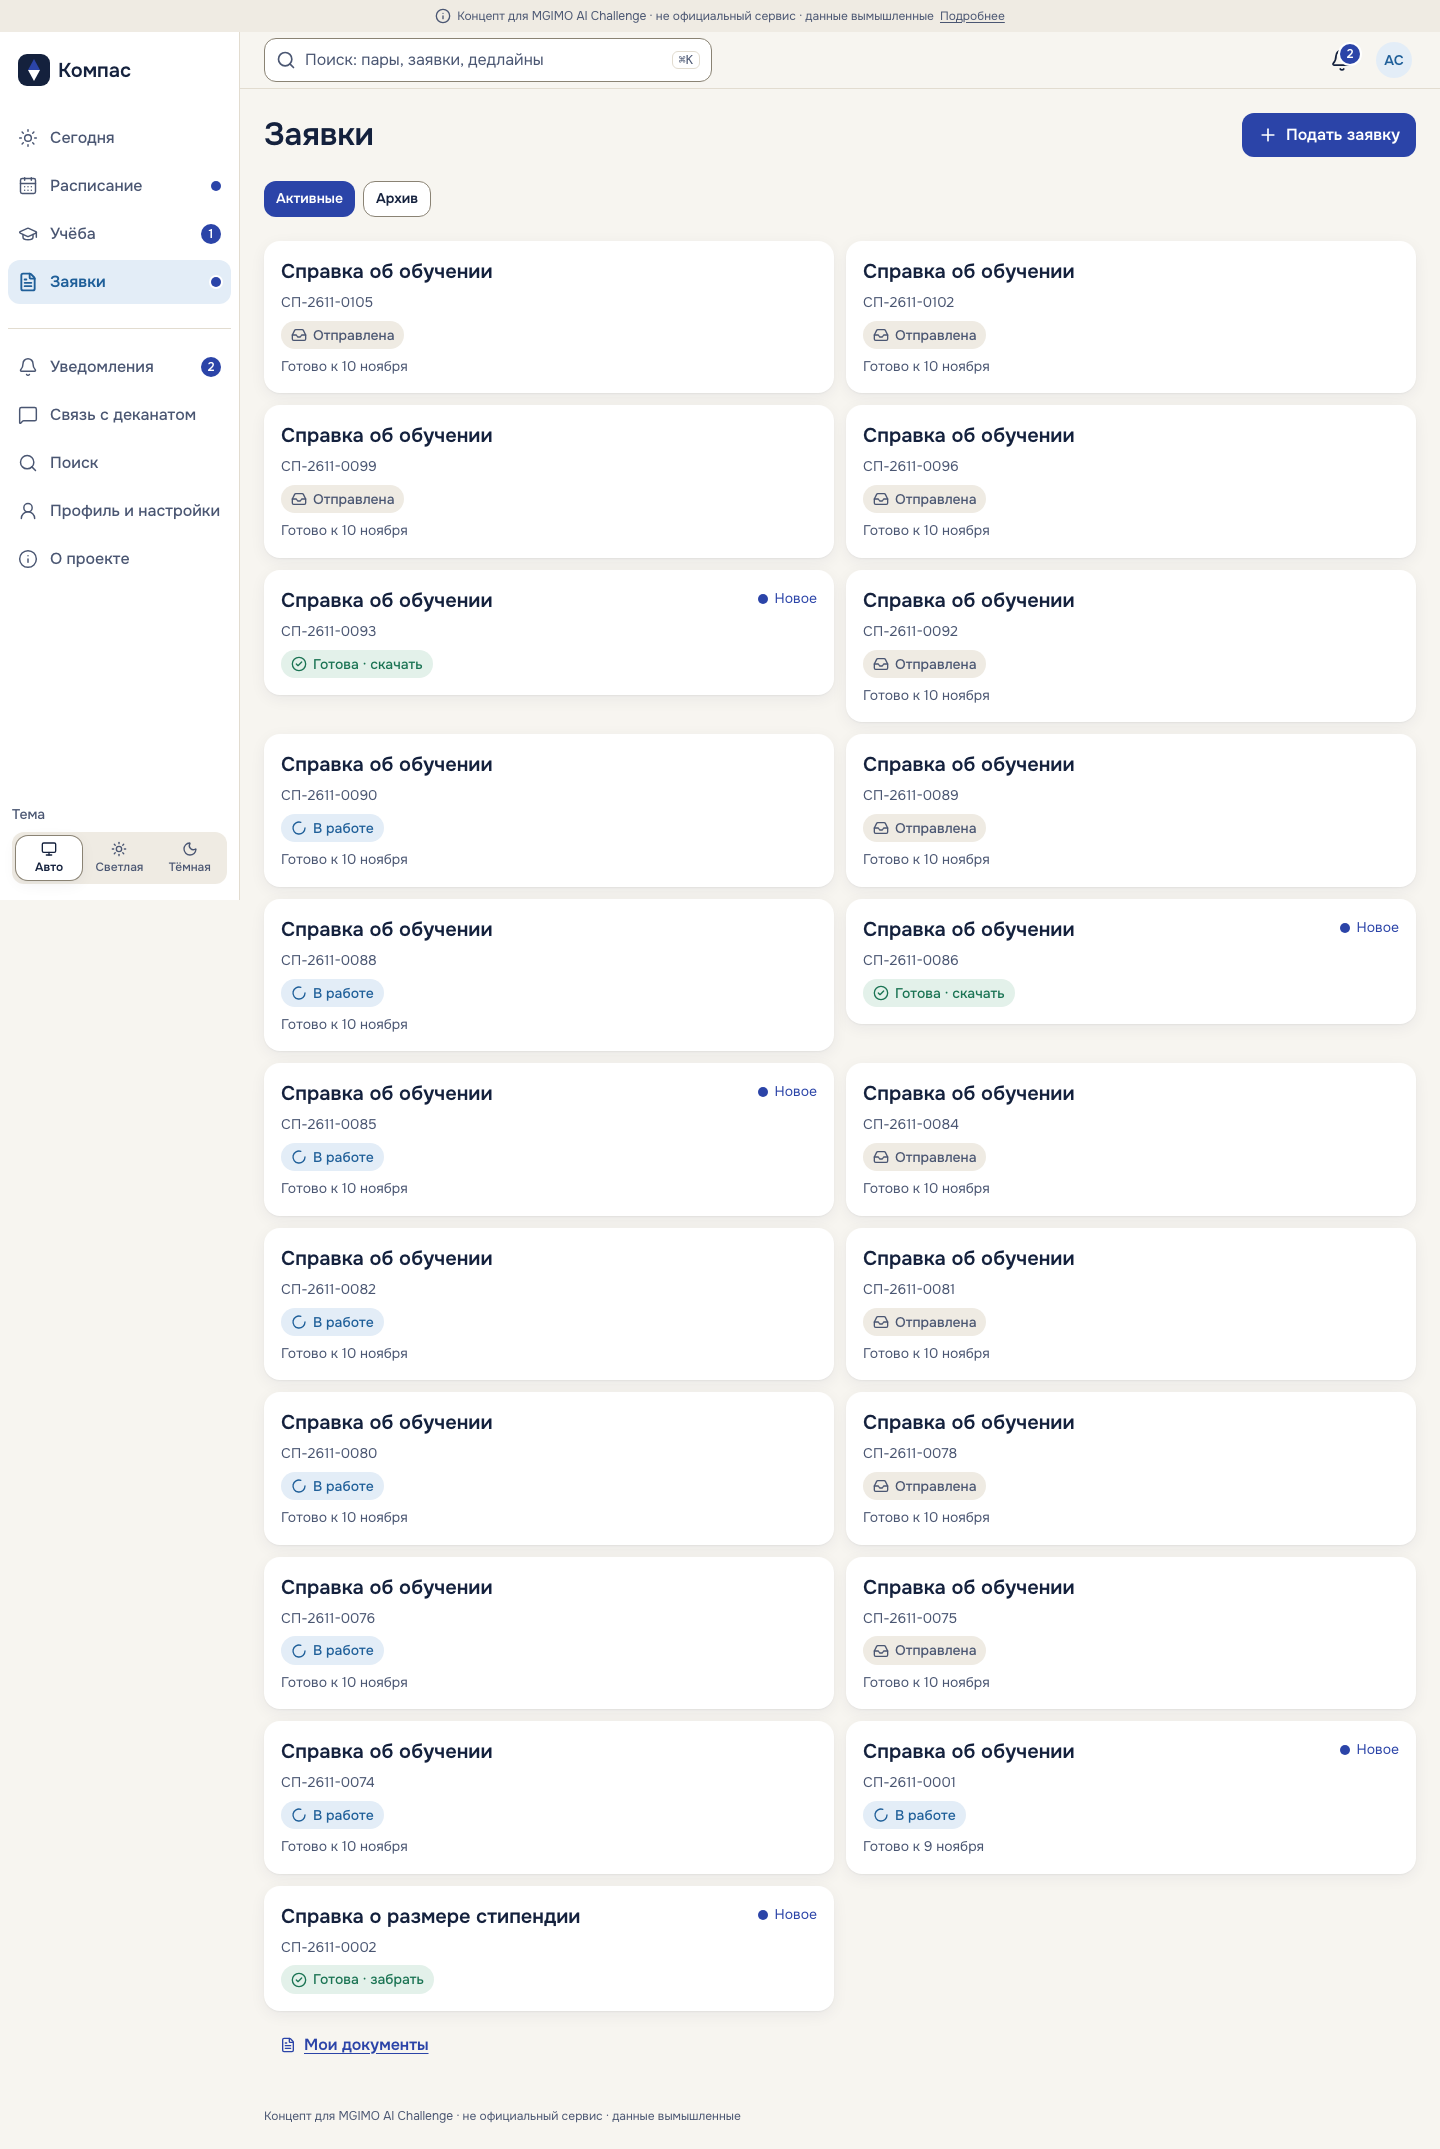 Концепт для MGIMO AI Challenge · не официальный сервис · данные вымышленные Подробнее
Компас
Сегодня
Расписание
Учёба 1
Заявки
Уведомления 2
Связь с деканатом
Поиск
Профиль и настройки
О проекте
Тема
Авто Светлая Тёмная
Поиск: пары, заявки, дедлайны ⌘K
2 АС
Заявки
Подать заявку
Активные Архив
Справка об обучении
СП-2611-0105
Отправлена
Готово к 10 ноября
Справка об обучении
СП-2611-0102
Отправлена
Готово к 10 ноября
Справка об обучении
СП-2611-0099
Отправлена
Готово к 10 ноября
Справка об обучении
СП-2611-0096
Отправлена
Готово к 10 ноября
Справка об обучении Новое
СП-2611-0093
Готова · скачать
Справка об обучении
СП-2611-0092
Отправлена
Готово к 10 ноября
Справка об обучении
СП-2611-0090
В работе
Готово к 10 ноября
Справка об обучении
СП-2611-0089
Отправлена
Готово к 10 ноября
Справка об обучении
СП-2611-0088
В работе
Готово к 10 ноября
Справка об обучении Новое
СП-2611-0086
Готова · скачать
Справка об обучении Новое
СП-2611-0085
В работе
Готово к 10 ноября
Справка об обучении
СП-2611-0084
Отправлена
Готово к 10 ноября
Справка об обучении
СП-2611-0082
В работе
Готово к 10 ноября
Справка об обучении
СП-2611-0081
Отправлена
Готово к 10 ноября
Справка об обучении
СП-2611-0080
В работе
Готово к 10 ноября
Справка об обучении
СП-2611-0078
Отправлена
Готово к 10 ноября
Справка об обучении
СП-2611-0076
В работе
Готово к 10 ноября
Справка об обучении
СП-2611-0075
Отправлена
Готово к 10 ноября
Справка об обучении
СП-2611-0074
В работе
Готово к 10 ноября
Справка об обучении Новое
СП-2611-0001
В работе
Готово к 9 ноября
Справка о размере стипендии Новое
СП-2611-0002
Готова · забрать
Мои документы
Концепт для MGIMO AI Challenge · не официальный сервис · данные вымышленные